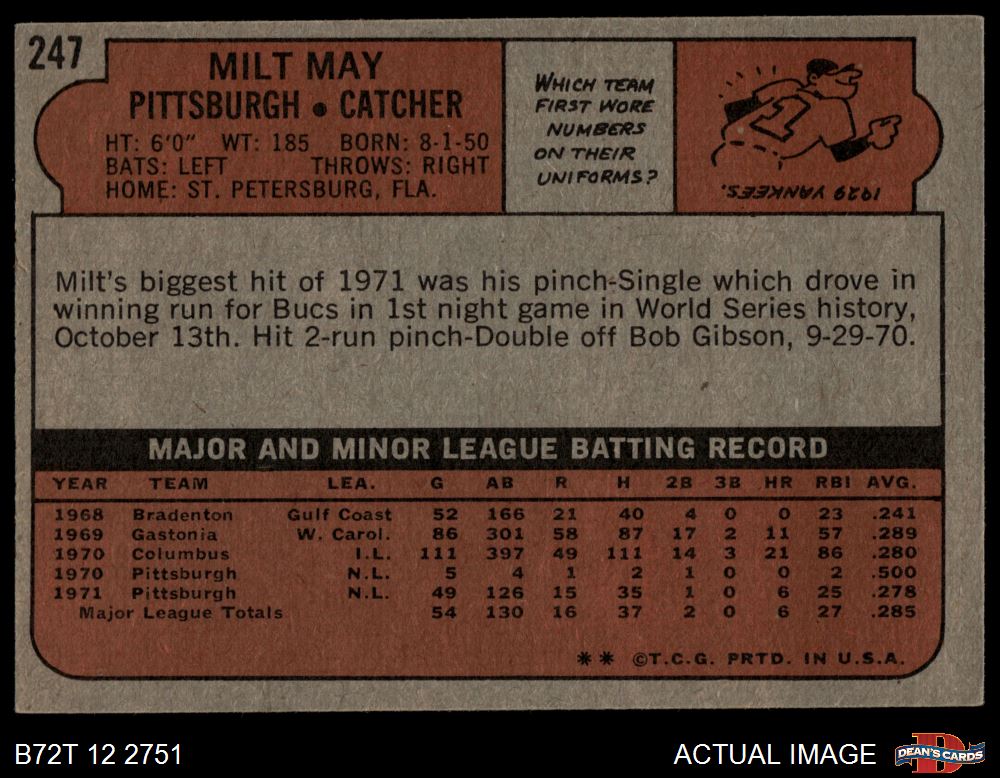 247
MILT MAY
PITTSBURGH • CATCHER
HT: 6'0" WT: 185 BORN: 8-1-50
BATS: LEFT THROWS: RIGHT
HOME: ST. PETERSBURG, FLA.
WHICH TEAM
FIRST WORE
NUMBERS
ON THEIR
UNIFORMS?
1
1929 YANKEES.
Milt's biggest hit of 1971 was his pinch-Single which drove in
winning run for Bucs in 1st night game in World Series history,
October 13th. Hit 2-run pinch-Double off Bob Gibson, 9-29-70.
MAJOR AND MINOR LEAGUE BATTING RECORD
YEAR TEAM LEA. G AB R H 2B 3B HR RBI AVG.
1968 Bradenton Gulf Coast 52 166 21 40 4 0 0 23 .241
1969 Gastonia W. Carol. 86 301 58 87 17 2 11 57 .289
1970 Columbus I.L. 111 397 49 111 14 3 21 86 .280
1970 Pittsburgh N.L. 5 4 1 2 1 0 0 2 .500
1971 Pittsburgh N.L. 49 126 15 35 1 0 6 25 .278
Major League Totals 54 130 16 37 2 0 6 27 .285
** ©T.C.G. PRTD. IN U.S.A.
B72T 12 2751
ACTUAL IMAGE
DEAN'S CARDS